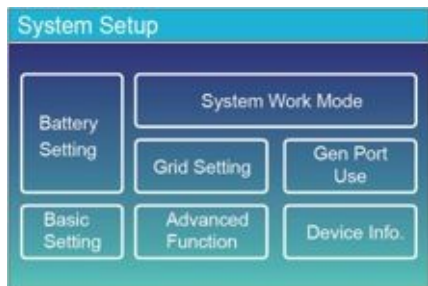 System Setup
Battery
Setting
System Work Mode
Grid Setting
Gen Port
Use
Basic
Setting
Advanced
Function
Device Info.